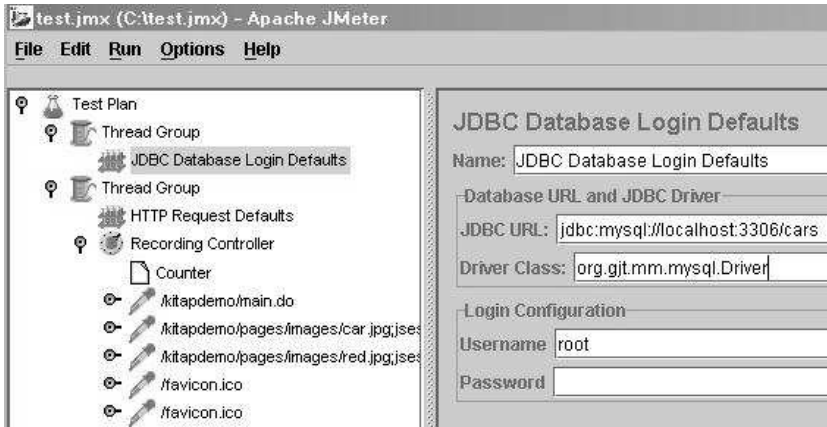 test.jmx (C:\test.jmx) - Apache JMeter
File Edit Run Options Help
Test Plan
Thread Group
JDBC Database Login Defaults
Thread Group
HTTP Request Defaults
Recording Controller
Counter
/kitapdemo/main.do
/kitapdemo/pages/images/car.jpg;jses
/kitapdemo/pages/images/red.jpg;jses
/favicon.ico
/favicon.ico
JDBC Database Login Defaults
Name: JDBC Database Login Defaults
Database URL and JDBC Driver
JDBC URL: jdbc:mysql://localhost:3306/cars
Driver Class: org.gjt.mm.mysql.Driver
Login Configuration
Username root
Password